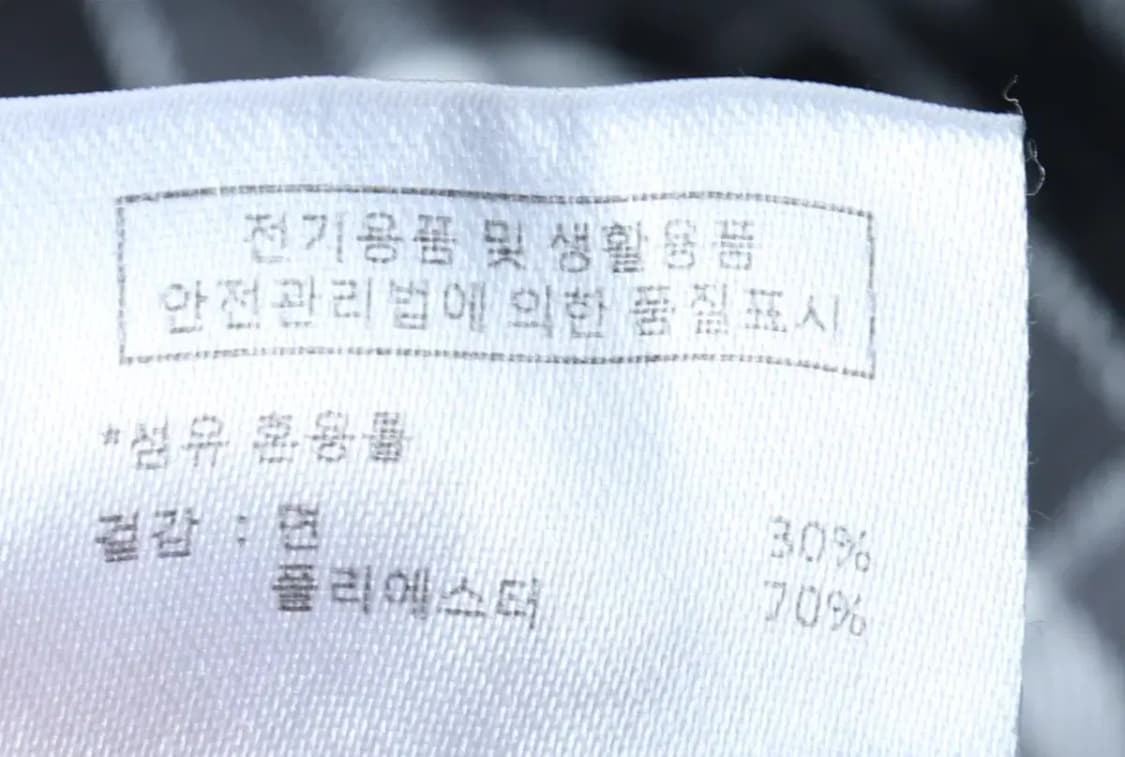 전기용품 및 생활용품
안전관리법에 의한 품질표시
*섬유 혼용률
겉감 : 면 30%
폴리에스터 70%